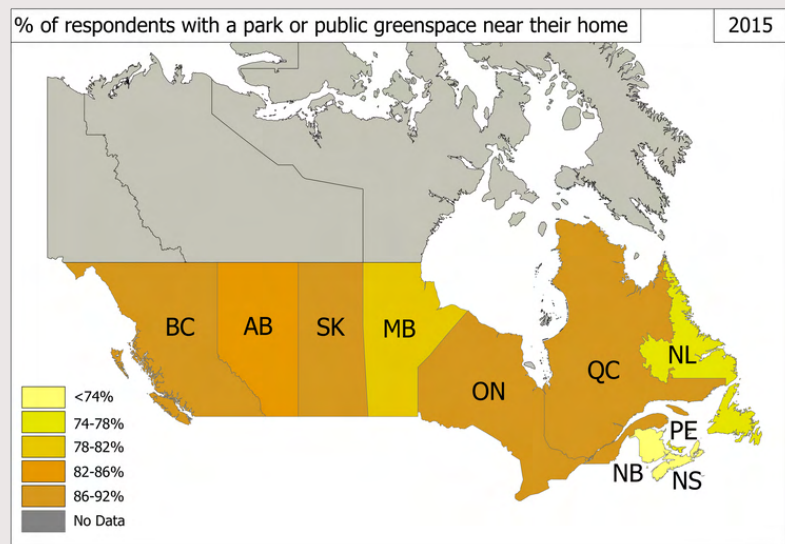 % of respondents with a park or public greenspace near their home
2015
BC
AB
SK
MB
ON
QC
NL
PE
NB
NS
<74%
74-78%
78-82%
82-86%
86-92%
No Data